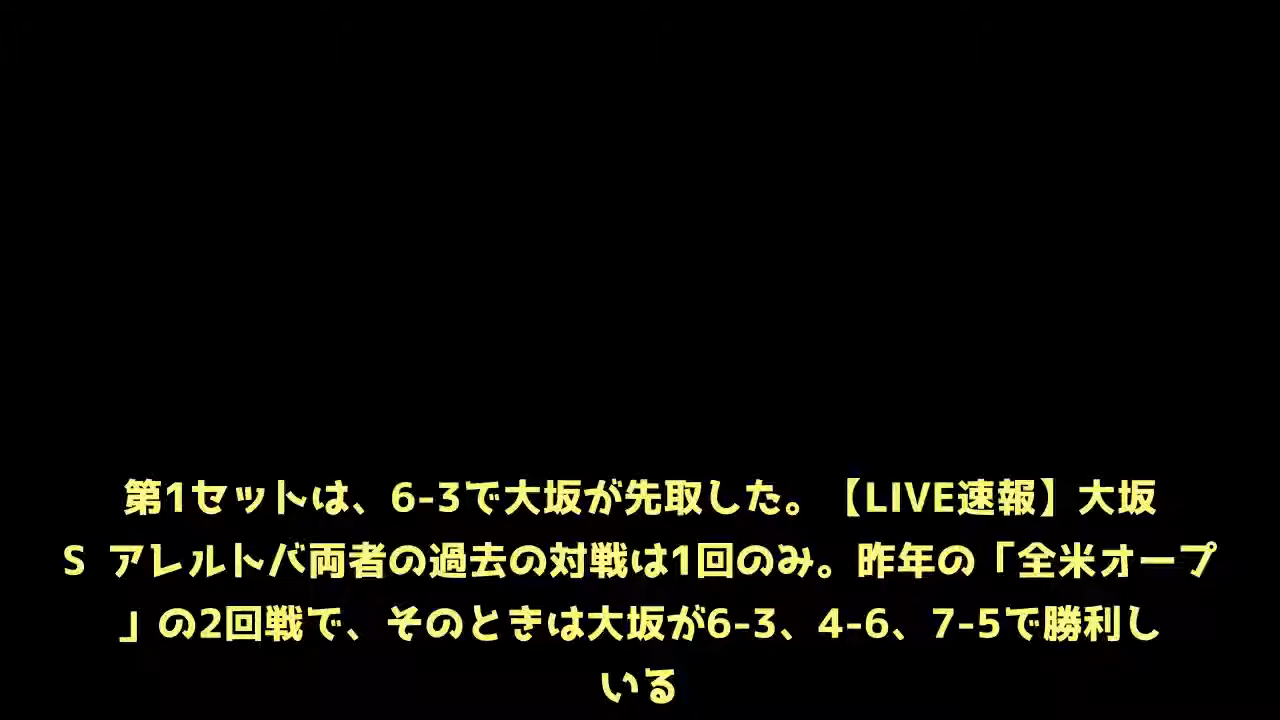 第1セットは、6-3で大坂が先取した。【LIVE速報】大坂
S アレルトバ両者の過去の対戦は1回のみ。昨年の「全米オープ
」の2回戦で、そのときは大坂が6-3、4-6、7-5で勝利し
いる